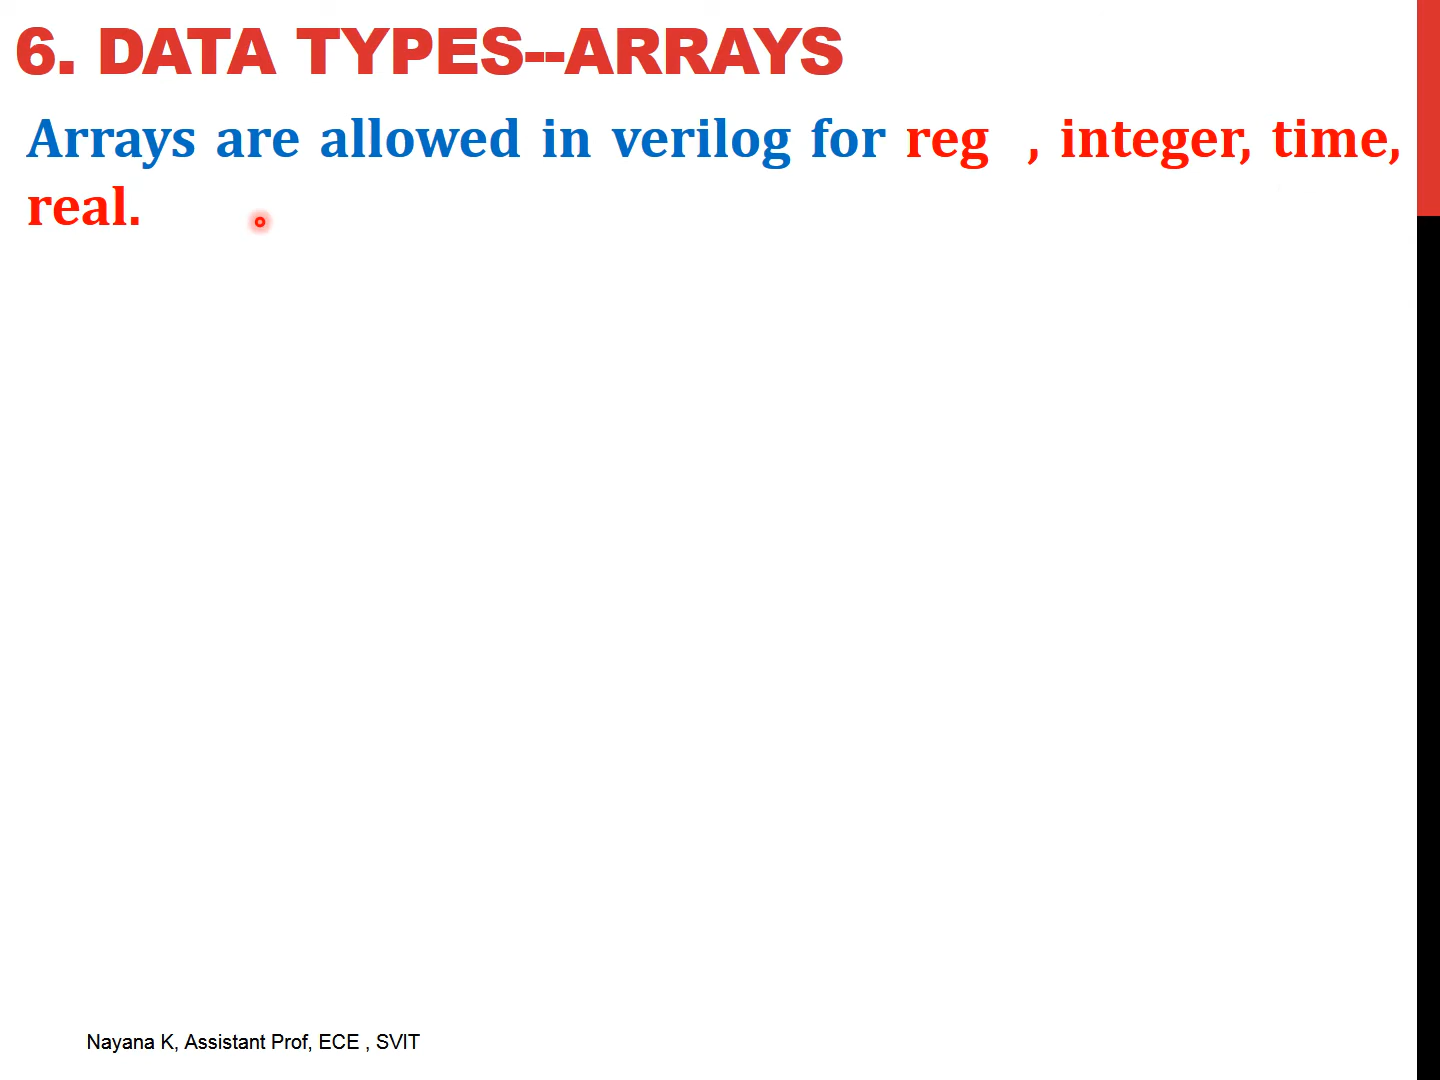 6. DATA TYPES--ARRAYS
Arrays are allowed in verilog for reg , integer, time,
real.
Nayana K, Assistant Prof, ECE , SVIT